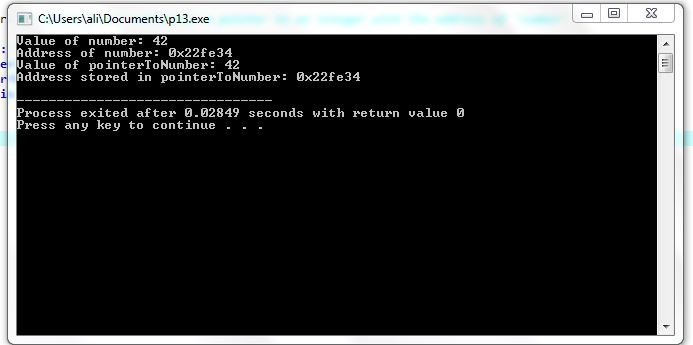 C:\Users\ali\Documents\p13.exe
Value of number: 42
Address of number: 0x22fe34
Value of pointerToNumber: 42
Address stored in pointerToNumber: 0x22fe34
--------------------------------
Process exited after 0.02849 seconds with return value 0
Press any key to continue . . .